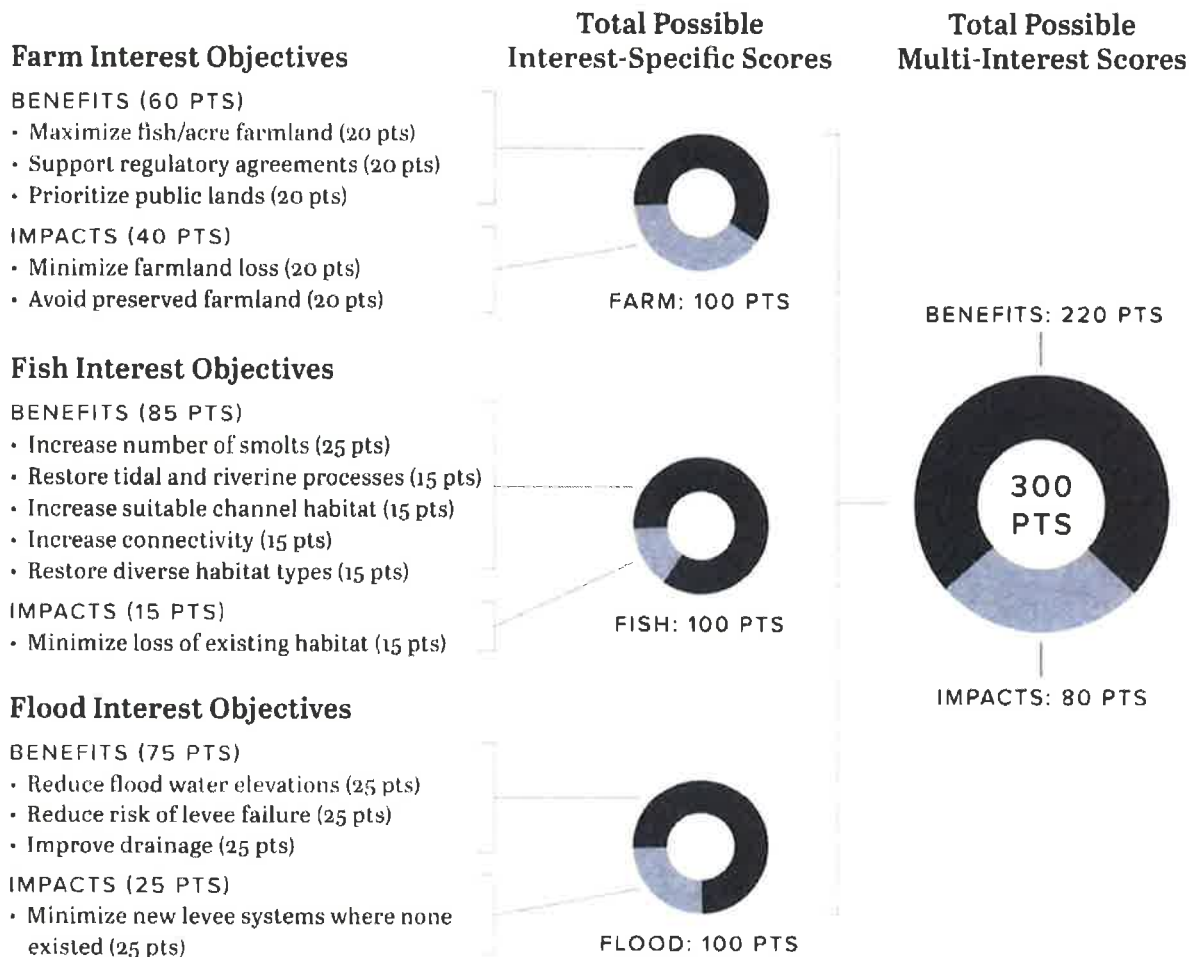 Total Possible
Interest-Specific Scores
Total Possible
Multi-Interest Scores
Farm Interest Objectives
BENEFITS (60 PTS)
• Maximize fish/acre farmland (20 pts)
• Support regulatory agreements (20 pts)
• Prioritize public lands (20 pts)
IMPACTS (40 PTS)
• Minimize farmland loss (20 pts)
• Avoid preserved farmland (20 pts)
FARM: 100 PTS
Fish Interest Objectives
BENEFITS (85 PTS)
• Increase number of smolts (25 pts)
• Restore tidal and riverine processes (15 pts)
• Increase suitable channel habitat (15 pts)
• Increase connectivity (15 pts)
• Restore diverse habitat types (15 pts)
IMPACTS (15 PTS)
• Minimize loss of existing habitat (15 pts)
FISH: 100 PTS
Flood Interest Objectives
BENEFITS (75 PTS)
• Reduce flood water elevations (25 pts)
• Reduce risk of levee failure (25 pts)
• Improve drainage (25 pts)
IMPACTS (25 PTS)
• Minimize new levee systems where none
existed (25 pts)
FLOOD: 100 PTS
BENEFITS: 220 PTS
300
PTS
IMPACTS: 80 PTS